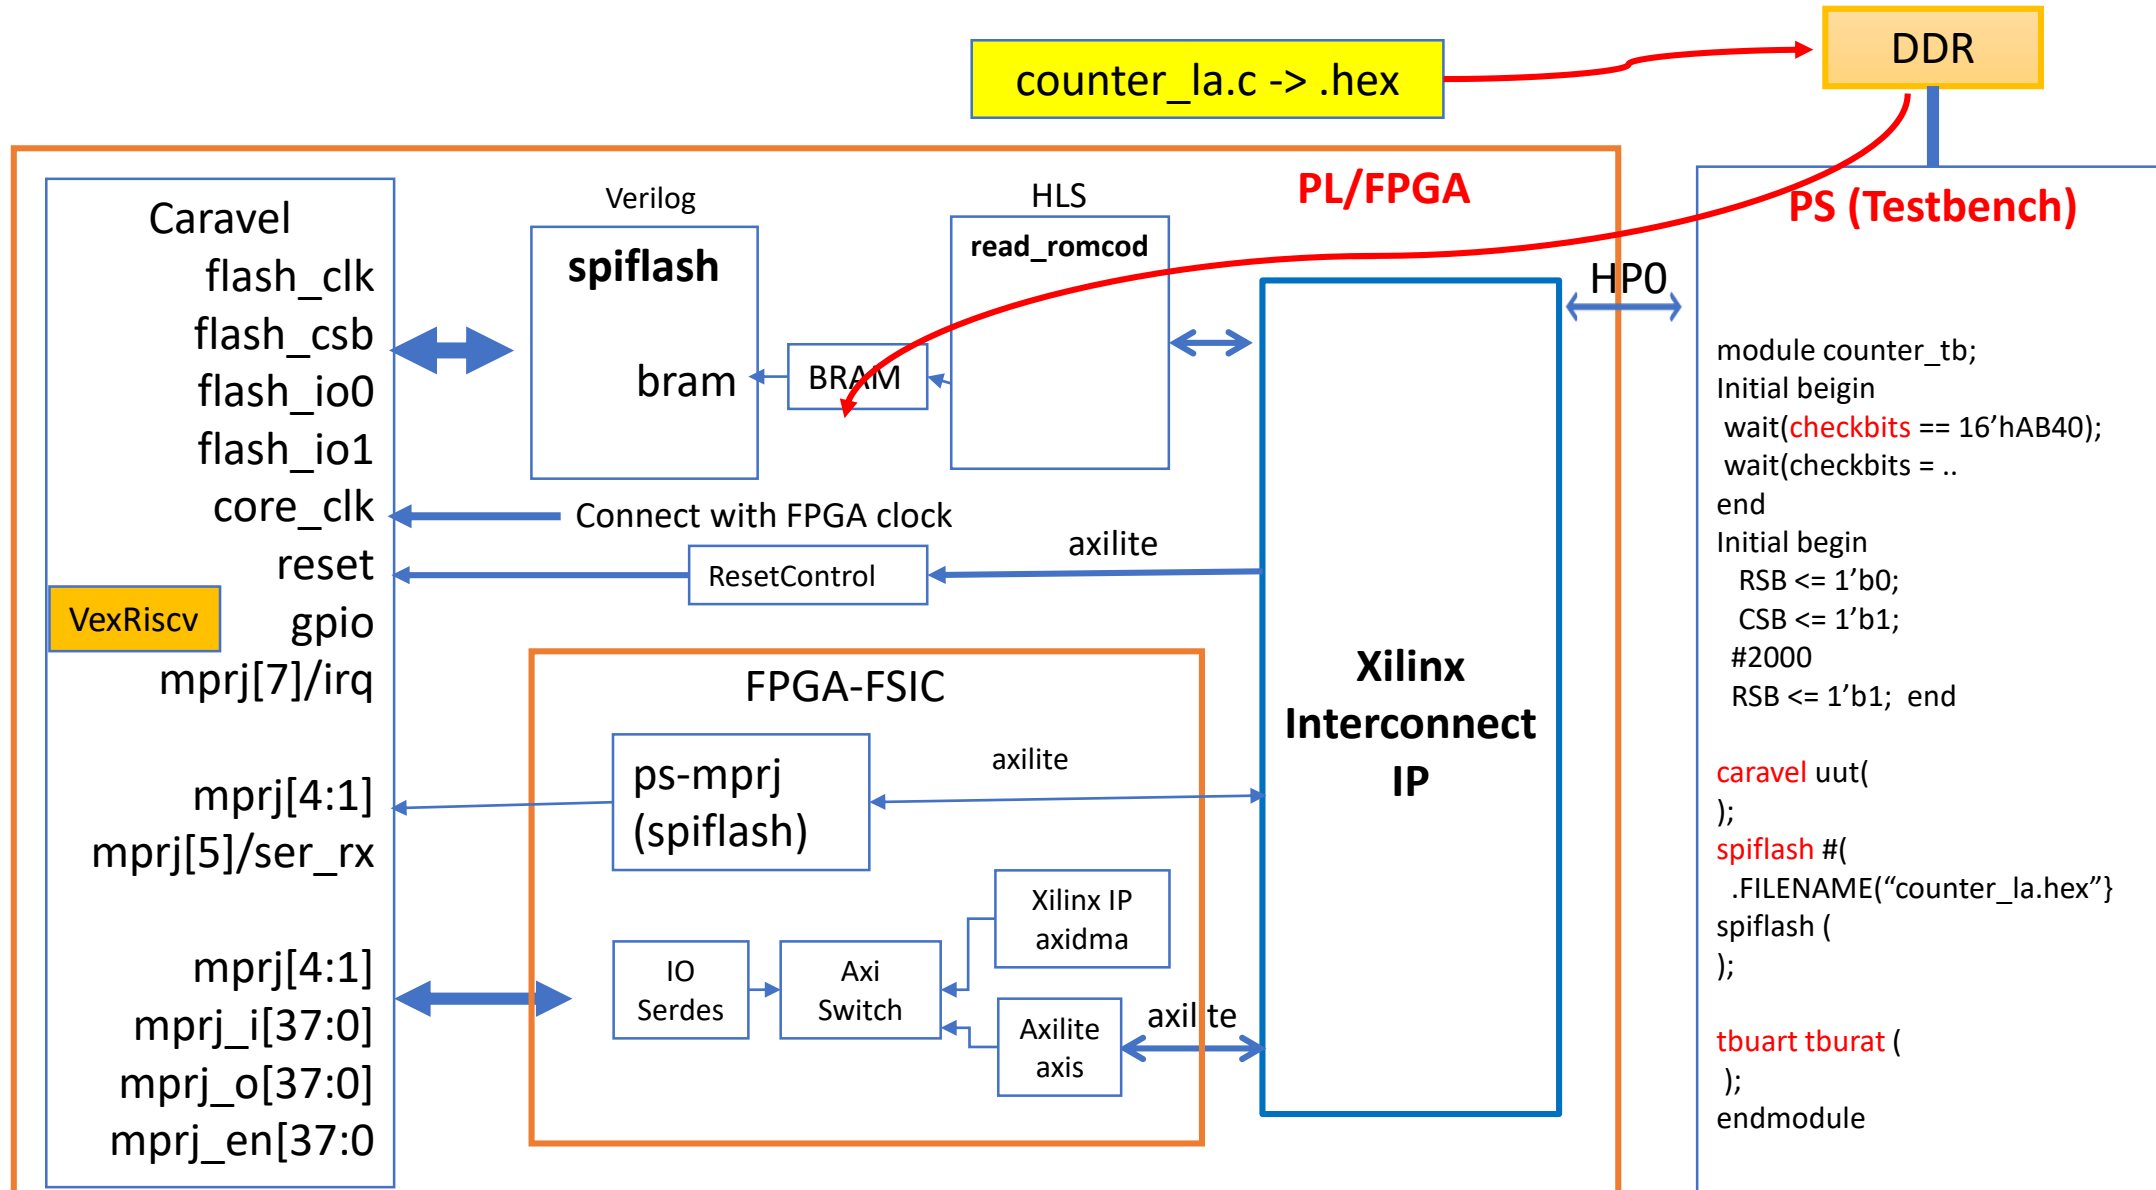 counter_la.c -> .hex
DDR
PL/FPGA
PS (Testbench)
Caravel
flash_clk
flash_csb
flash_io0
flash_io1
core_clk
reset
VexRiscv
gpio
mprj[7]/irq
mprj[4:1]
mprj[5]/ser_rx
mprj[4:1]
mprj_i[37:0]
mprj_o[37:0]
mprj_en[37:0
Verilog
spiflash
bram
BRAM
HLS
read_romcod
Connect with FPGA clock
ResetControl
axilite
FPGA-FSIC
ps-mprj
(spiflash)
axilite
Xilinx IP
axidma
IO
Serdes
Axi
Switch
Axilite
axis
axilite
Xilinx
Interconnect
IP
HP0
module counter_tb;
Initial beigin
wait(checkbits == 16’hAB40);
wait(checkbits = ..
end
Initial begin
RSB <= 1’b0;
CSB <= 1’b1;
#2000
RSB <= 1’b1; end
caravel uut(
);
spiflash #(
.FILENAME(“counter_la.hex”}
spiflash (
);
tbuart tburat (
);
endmodule